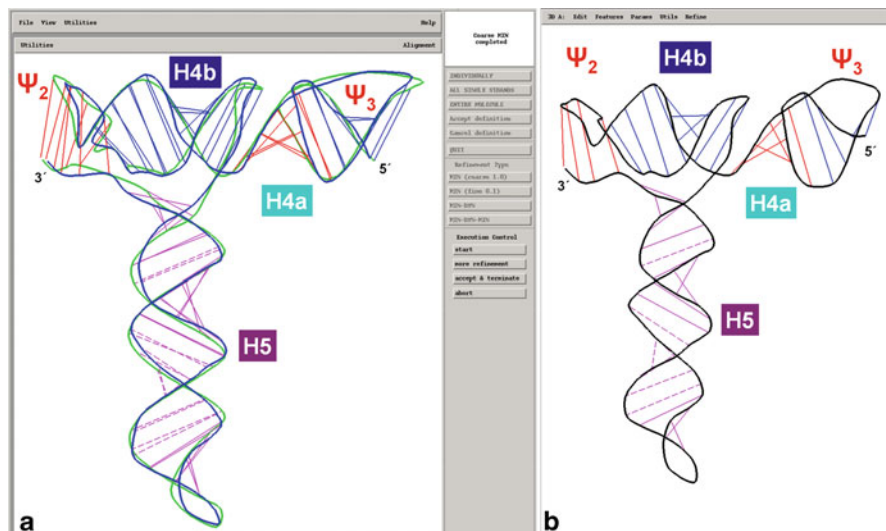 File View Utilities Help
Utilities Alignment
Ψ2
H4b
Ψ3
5´
3´
H4a
H5
a
Coarse MIN
completed
INDIVIDUALLY
ALL SINGLE STRANDS
ENTIRE MOLECULE
Accept definition
Cancel definition
QUIT
Refinement Type
MIN (coarse 1.0)
MIN (fine 0.1)
MIN-DYN
MIN-DYN-MIN
Execution Control
start
more refinement
accept & terminate
abort
3D A: Edit Features Params Utils Refine
Ψ2
H4b
Ψ3
5´
3´
H4a
H5
b